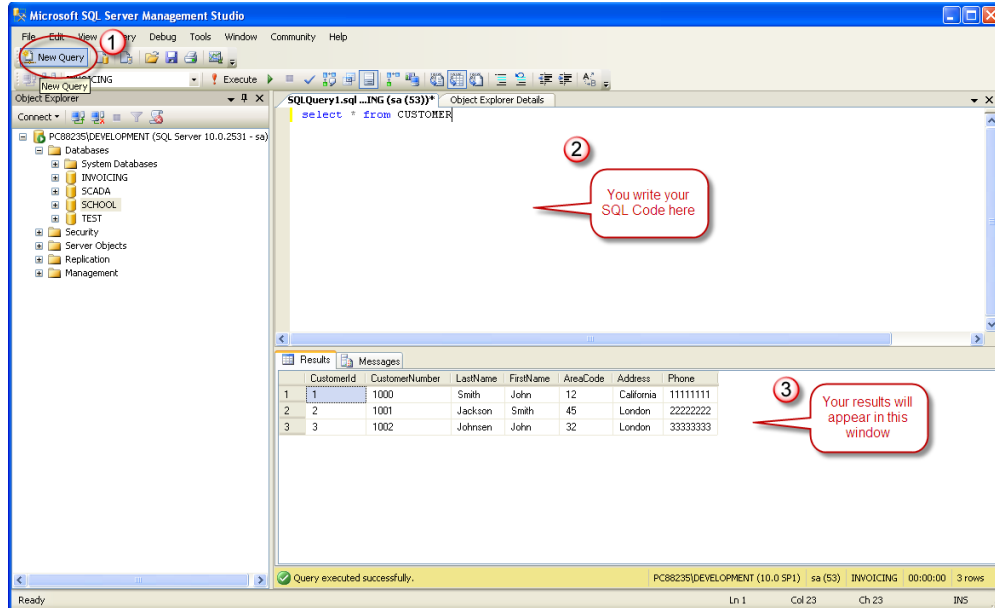 Microsoft SQL Server Management Studio
File Edit View Debug Tools Window Community Help
1
New Query
Execute
New Query
Object Explorer
SQLQuery1.sql ...ING (sa (53))* Object Explorer Details
Connect
select * from CUSTOMER
PC88235\DEVELOPMENT (SQL Server 10.0.2531 - sa)
Databases
System Databases
INVOICING
SCADA
SCHOOL
TEST
Security
Server Objects
Replication
Management
2
You write your
SQL Code here
Results Messages
CustomerId CustomerNumber LastName FirstName AreaCode Address Phone
1 1 1000 Smith John 12 California 11111111
2 2 1001 Jackson Smith 45 London 22222222
3 3 1002 Johnsen John 32 London 33333333
3
Your results will
appear in this
window
Query executed successfully. PC88235\DEVELOPMENT (10.0 SP1) sa (53) INVOICING 00:00:00 3 rows
Ready Ln 1 Col 23 Ch 23 INS